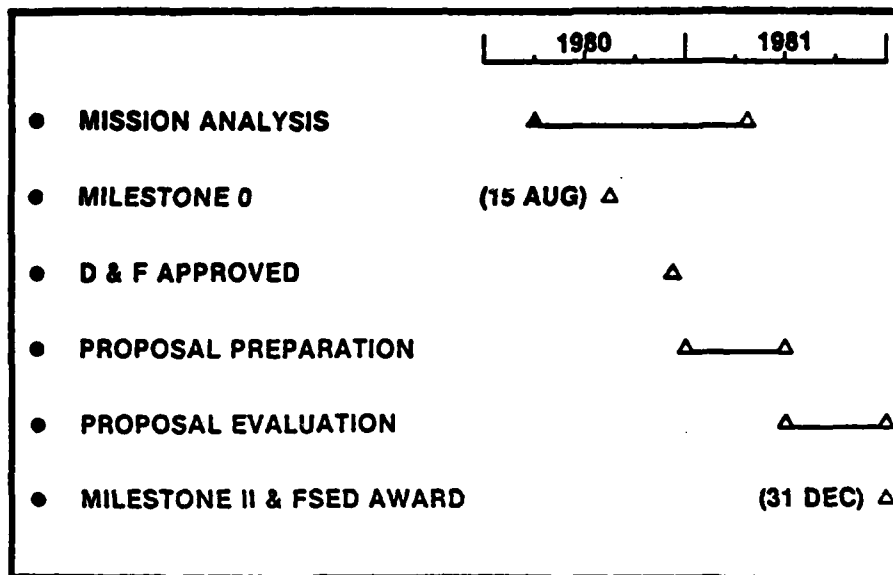 1980 1981
● MISSION ANALYSIS
● MILESTONE 0 (15 AUG)
● D & F APPROVED
● PROPOSAL PREPARATION
● PROPOSAL EVALUATION
● MILESTONE II & FSED AWARD (31 DEC)